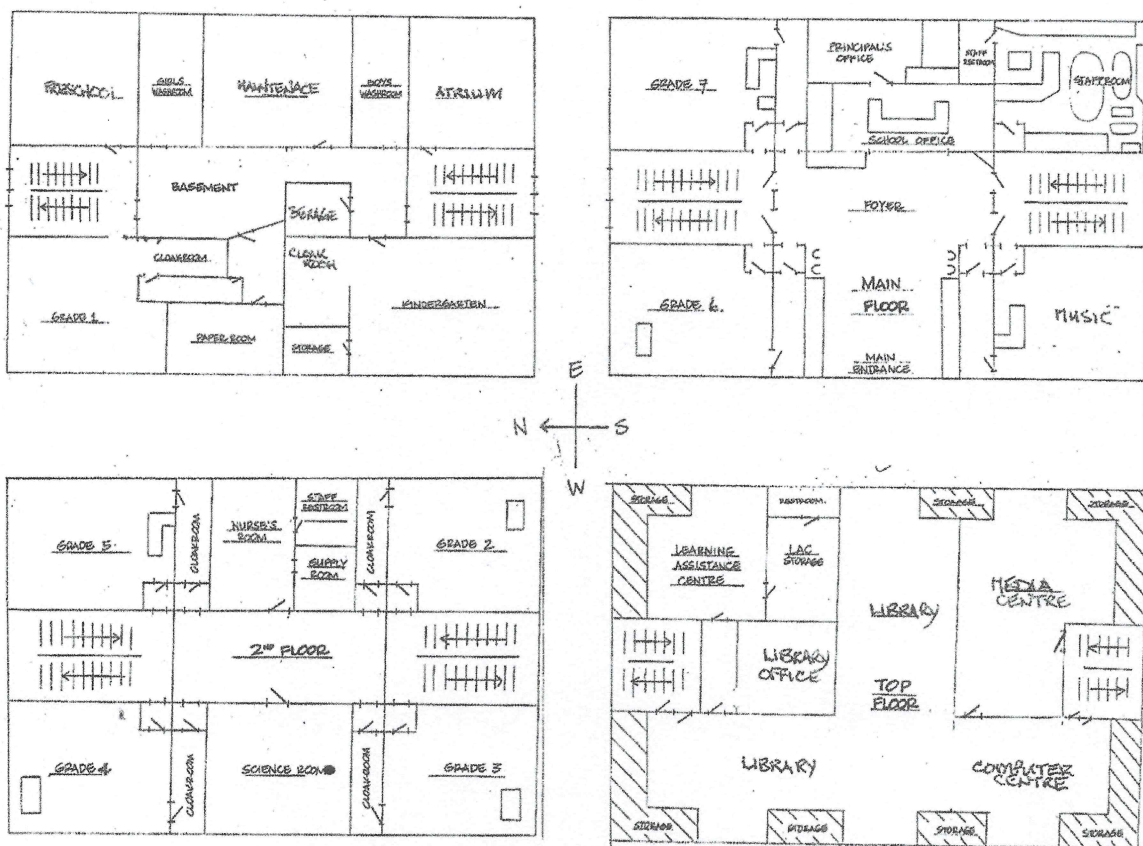 PRESCHOOL
GIRLS
WASHROOM
MAINTENACE
BOYS
WASHROOM
ATRIUM
BASEMENT
STORAGE
CLOAKROOM
CLOAK
ROOM
GRADE 1
PAPER ROOM
STORAGE
KINDERGARTEN
GRADE 7
PRINCIPAL'S
OFFICE
STAFF
RESTROOM
STAFFROOM
SCHOOL OFFICE
FOYER
MAIN
FLOOR
GRADE 6
MUSIC
MAIN
ENTRANCE
E
N
S
W
GRADE 5
CLOAKROOM
NURSE'S
ROOM
STAFF
RESTROOM
SUPPLY
ROOM
CLOAKROOM
GRADE 2
2ND FLOOR
GRADE 4
CLOAKROOM
SCIENCE ROOM
CLOAKROOM
GRADE 3
STORAGE
RESTROOM
STORAGE
STORAGE
LEARNING
ASSISTANCE
CENTRE
LAC
STORAGE
LIBRARY
MEDIA
CENTRE
LIBRARY
OFFICE
TOP
FLOOR
LIBRARY
COMPUTER
CENTRE
STORAGE
STORAGE
STORAGE
STORAGE